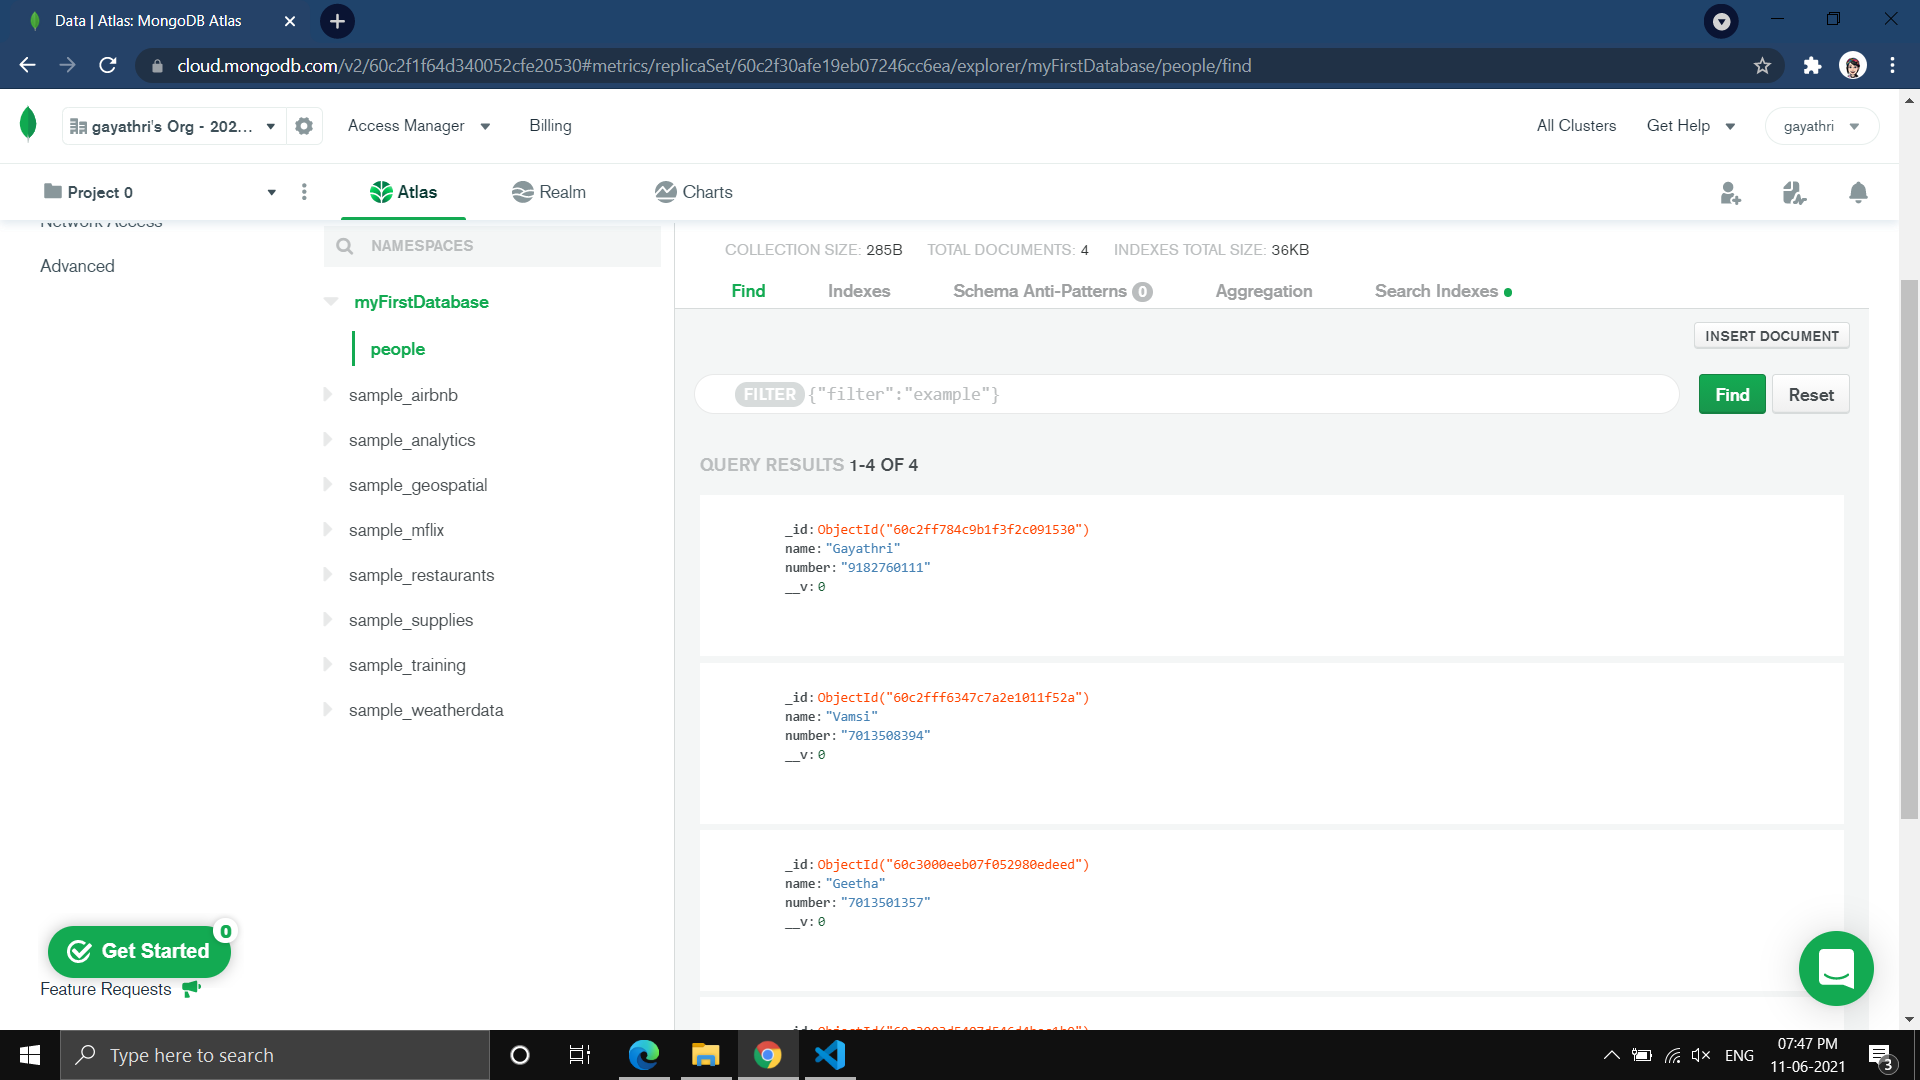 Data | Atlas: MongoDB Atlas
cloud.mongodb.com/v2/60c2f1f64d340052cfe20530#metrics/replicaSet/60c2f30afe19eb07246cc6ea/explorer/myFirstDatabase/people/find
gayathri's Org - 202...
Access Manager
Billing
All Clusters
Get Help
gayathri
Project 0
Atlas
Realm
Charts
Network Access
Advanced
NAMESPACES
myFirstDatabase
people
sample_airbnb
sample_analytics
sample_geospatial
sample_mflix
sample_restaurants
sample_supplies
sample_training
sample_weatherdata
COLLECTION SIZE: 285B TOTAL DOCUMENTS: 4 INDEXES TOTAL SIZE: 36KB
Find
Indexes
Schema Anti-Patterns 0
Aggregation
Search Indexes
INSERT DOCUMENT
FILTER {"filter":"example"}
Find
Reset
QUERY RESULTS 1-4 OF 4
_id: ObjectId("60c2ff784c9b1f3f2c091530")
name: "Gayathri"
number: "9182760111"
__v: 0
_id: ObjectId("60c2fff6347c7a2e1011f52a")
name: "Vamsi"
number: "7013508394"
__v: 0
_id: ObjectId("60c3000eeb07f052980edeed")
name: "Geetha"
number: "7013501357"
__v: 0
Get Started
0
Feature Requests
Type here to search
ENG
07:47 PM
11-06-2021
3